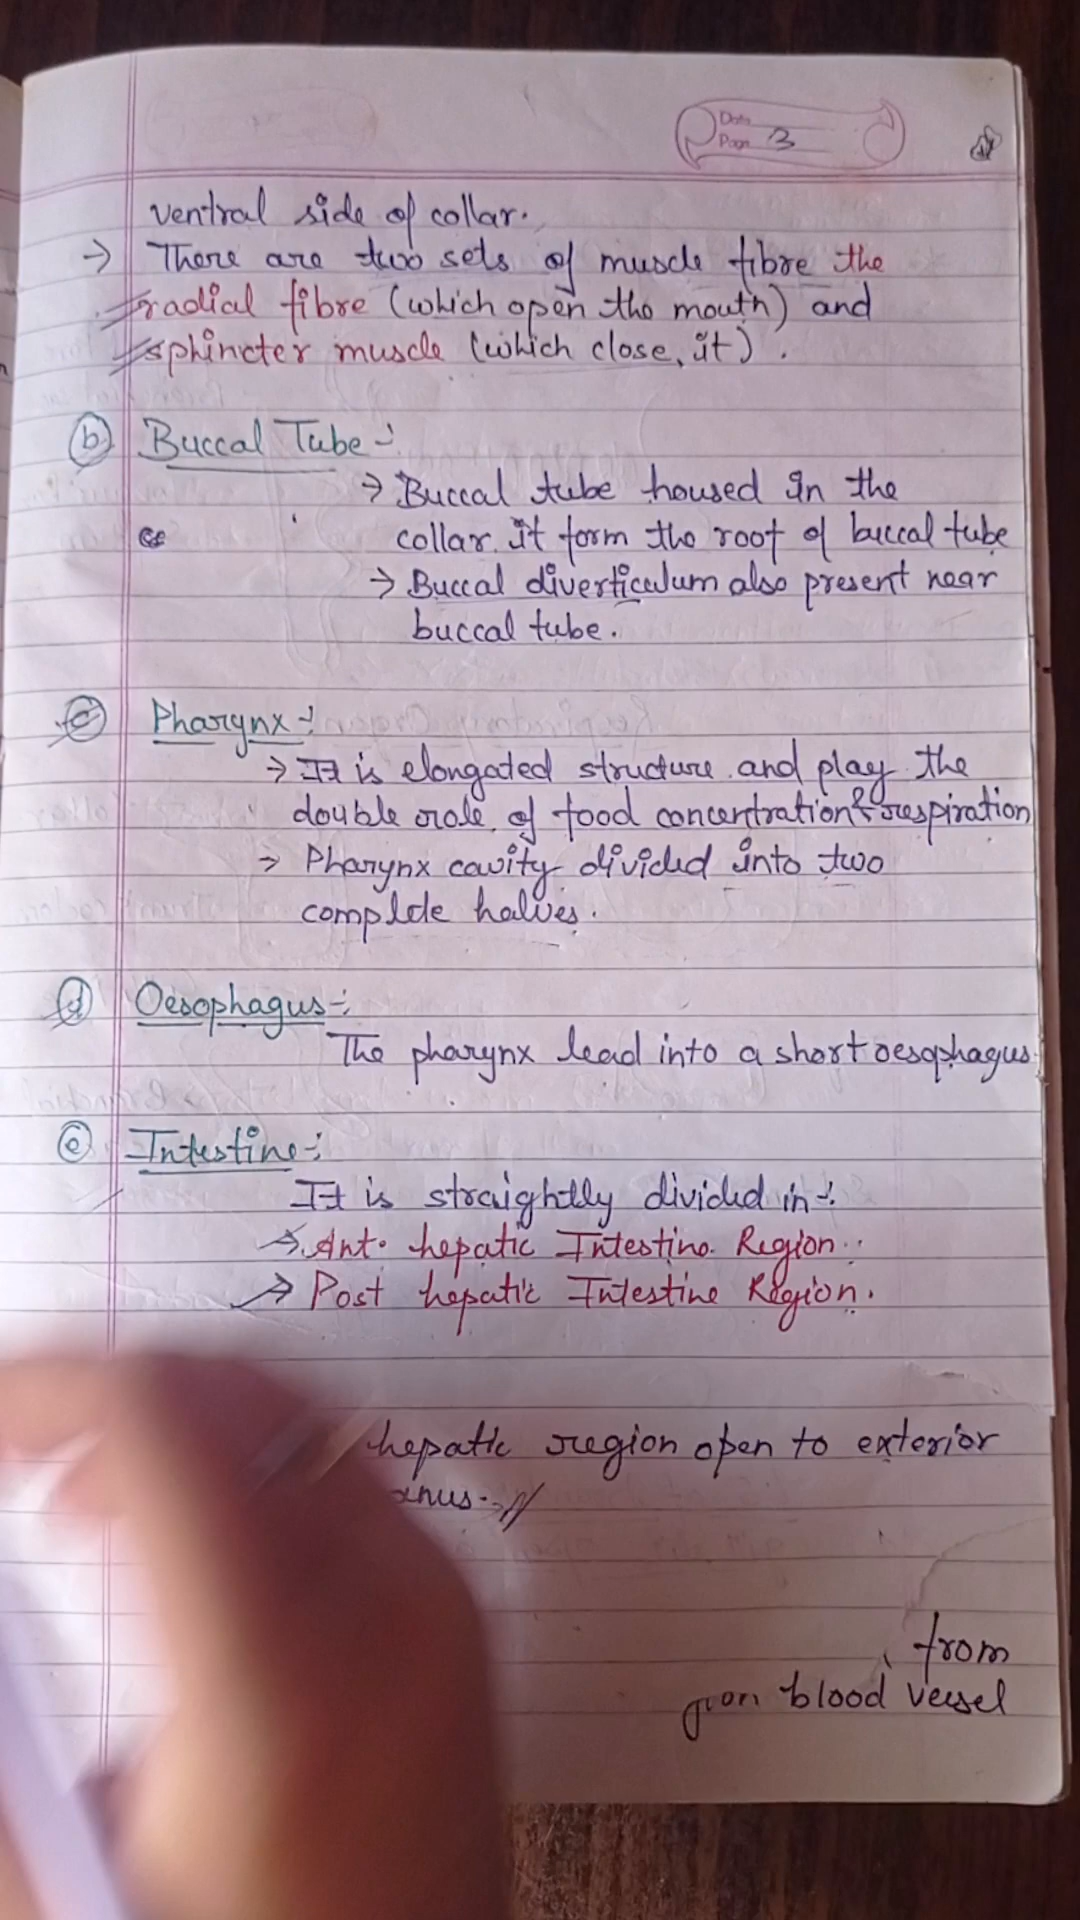 Date
Page 3
ventral side of collar.
→ There are two sets of muscle fibre the
radial fibre (which open the mouth) and
sphincter muscle (which close it).
(b) Buccal Tube :-
→ Buccal tube housed in the
collar. It form the root of buccal tube
→ Buccal diverticulum also present near
buccal tube.
(c) Pharynx :-
→ It is elongated structure and play the
double role of food concentration & respiration
→ Pharynx cavity divided into two
complete halves.
(d) Oesophagus :-
The pharynx lead into a short oesophagus.
(e) Intestine :-
It is straightly divided in :-
→ Ant. hepatic Intestine Region.
→ Post hepatic Intestine Region.
hepatic region open to exterior
anus.
from
blood vessel